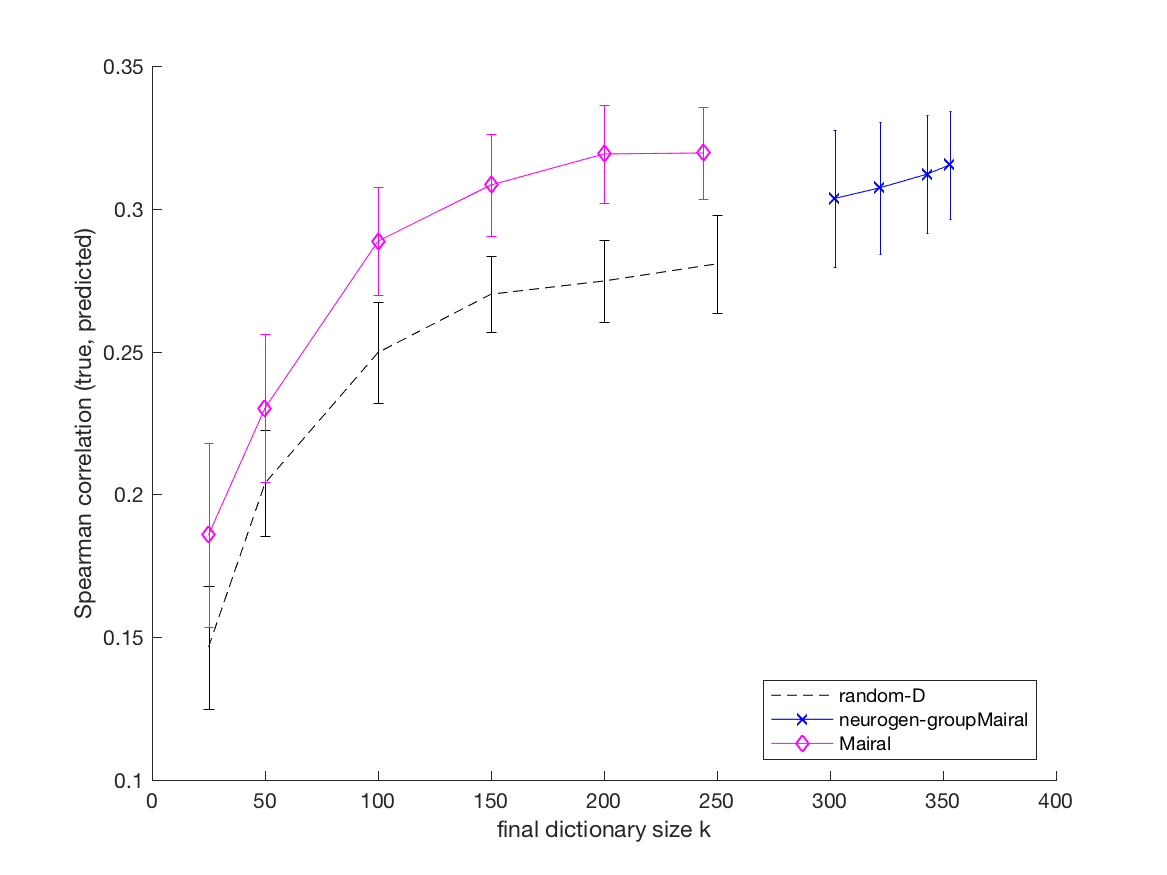 0.35
0.3
0.25
0.2
0.15
0.1
Spearman correlation (true, predicted)
0 50 100 150 200 250 300 350 400
final dictionary size k
random-D
neurogen-groupMairal
Mairal